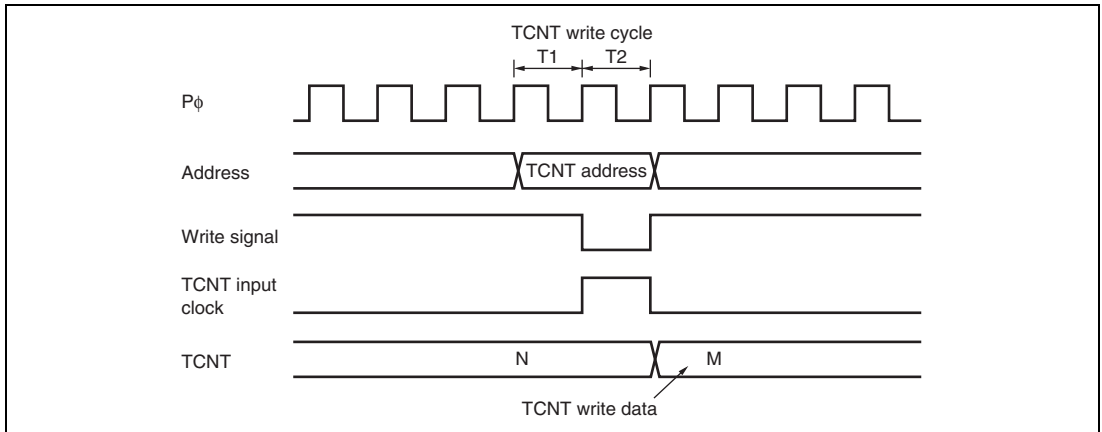 TCNT write cycle
T1 T2
Pφ
Address
TCNT address
Write signal
TCNT input
clock
TCNT
N
M
TCNT write data